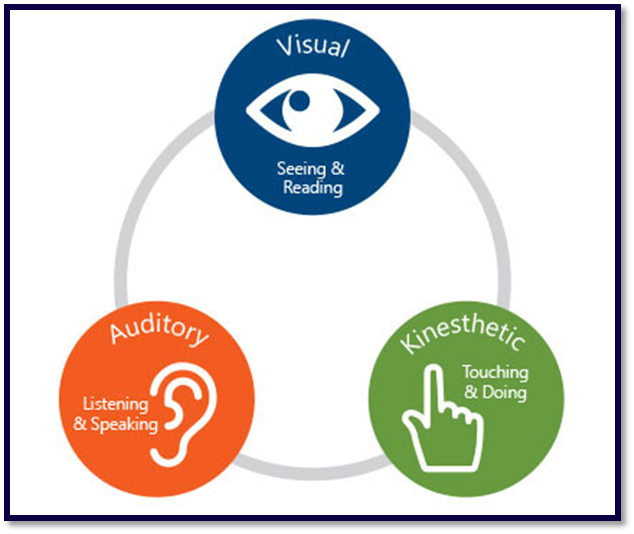 Visual
Seeing &
Reading
Auditory
Listening
& Speaking
Kinesthetic
Touching
& Doing